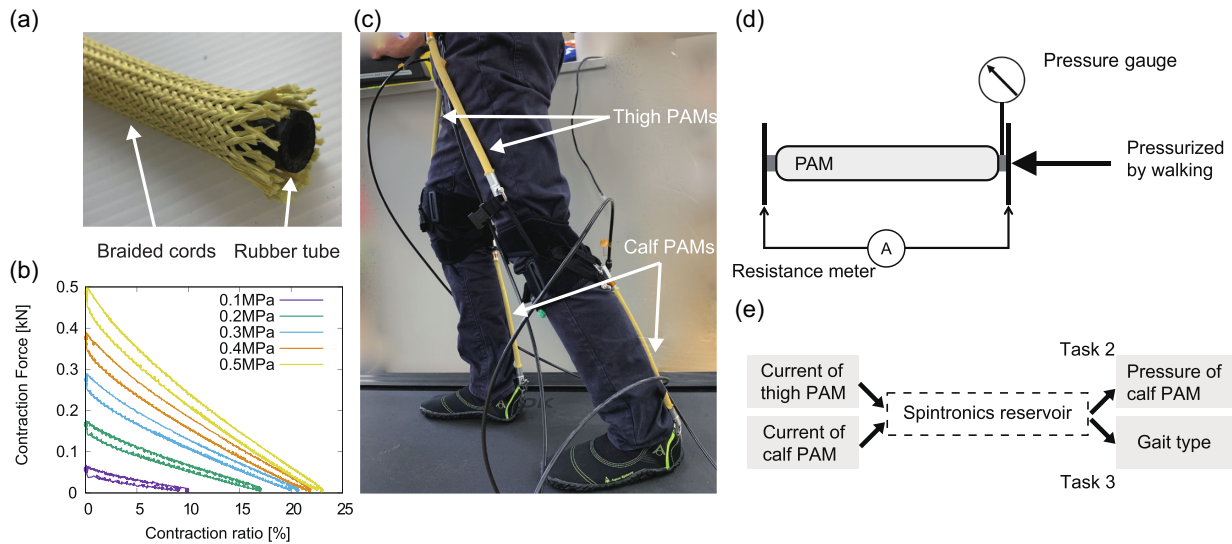 (a)
Braided cords
Rubber tube
(b)
Contraction Force [kN]
0.5
0.4
0.3
0.2
0.1
0
0.1MPa
0.2MPa
0.3MPa
0.4MPa
0.5MPa
0 5 10 15 20 25
Contraction ratio [%]
(c)
Thigh PAMs
Calf PAMs
(d)
Pressure gauge
PAM
Pressurized
by walking
A
Resistance meter
(e)
Current of
thigh PAM
Current of
calf PAM
Spintronics reservoir
Task 2
Pressure of
calf PAM
Gait type
Task 3